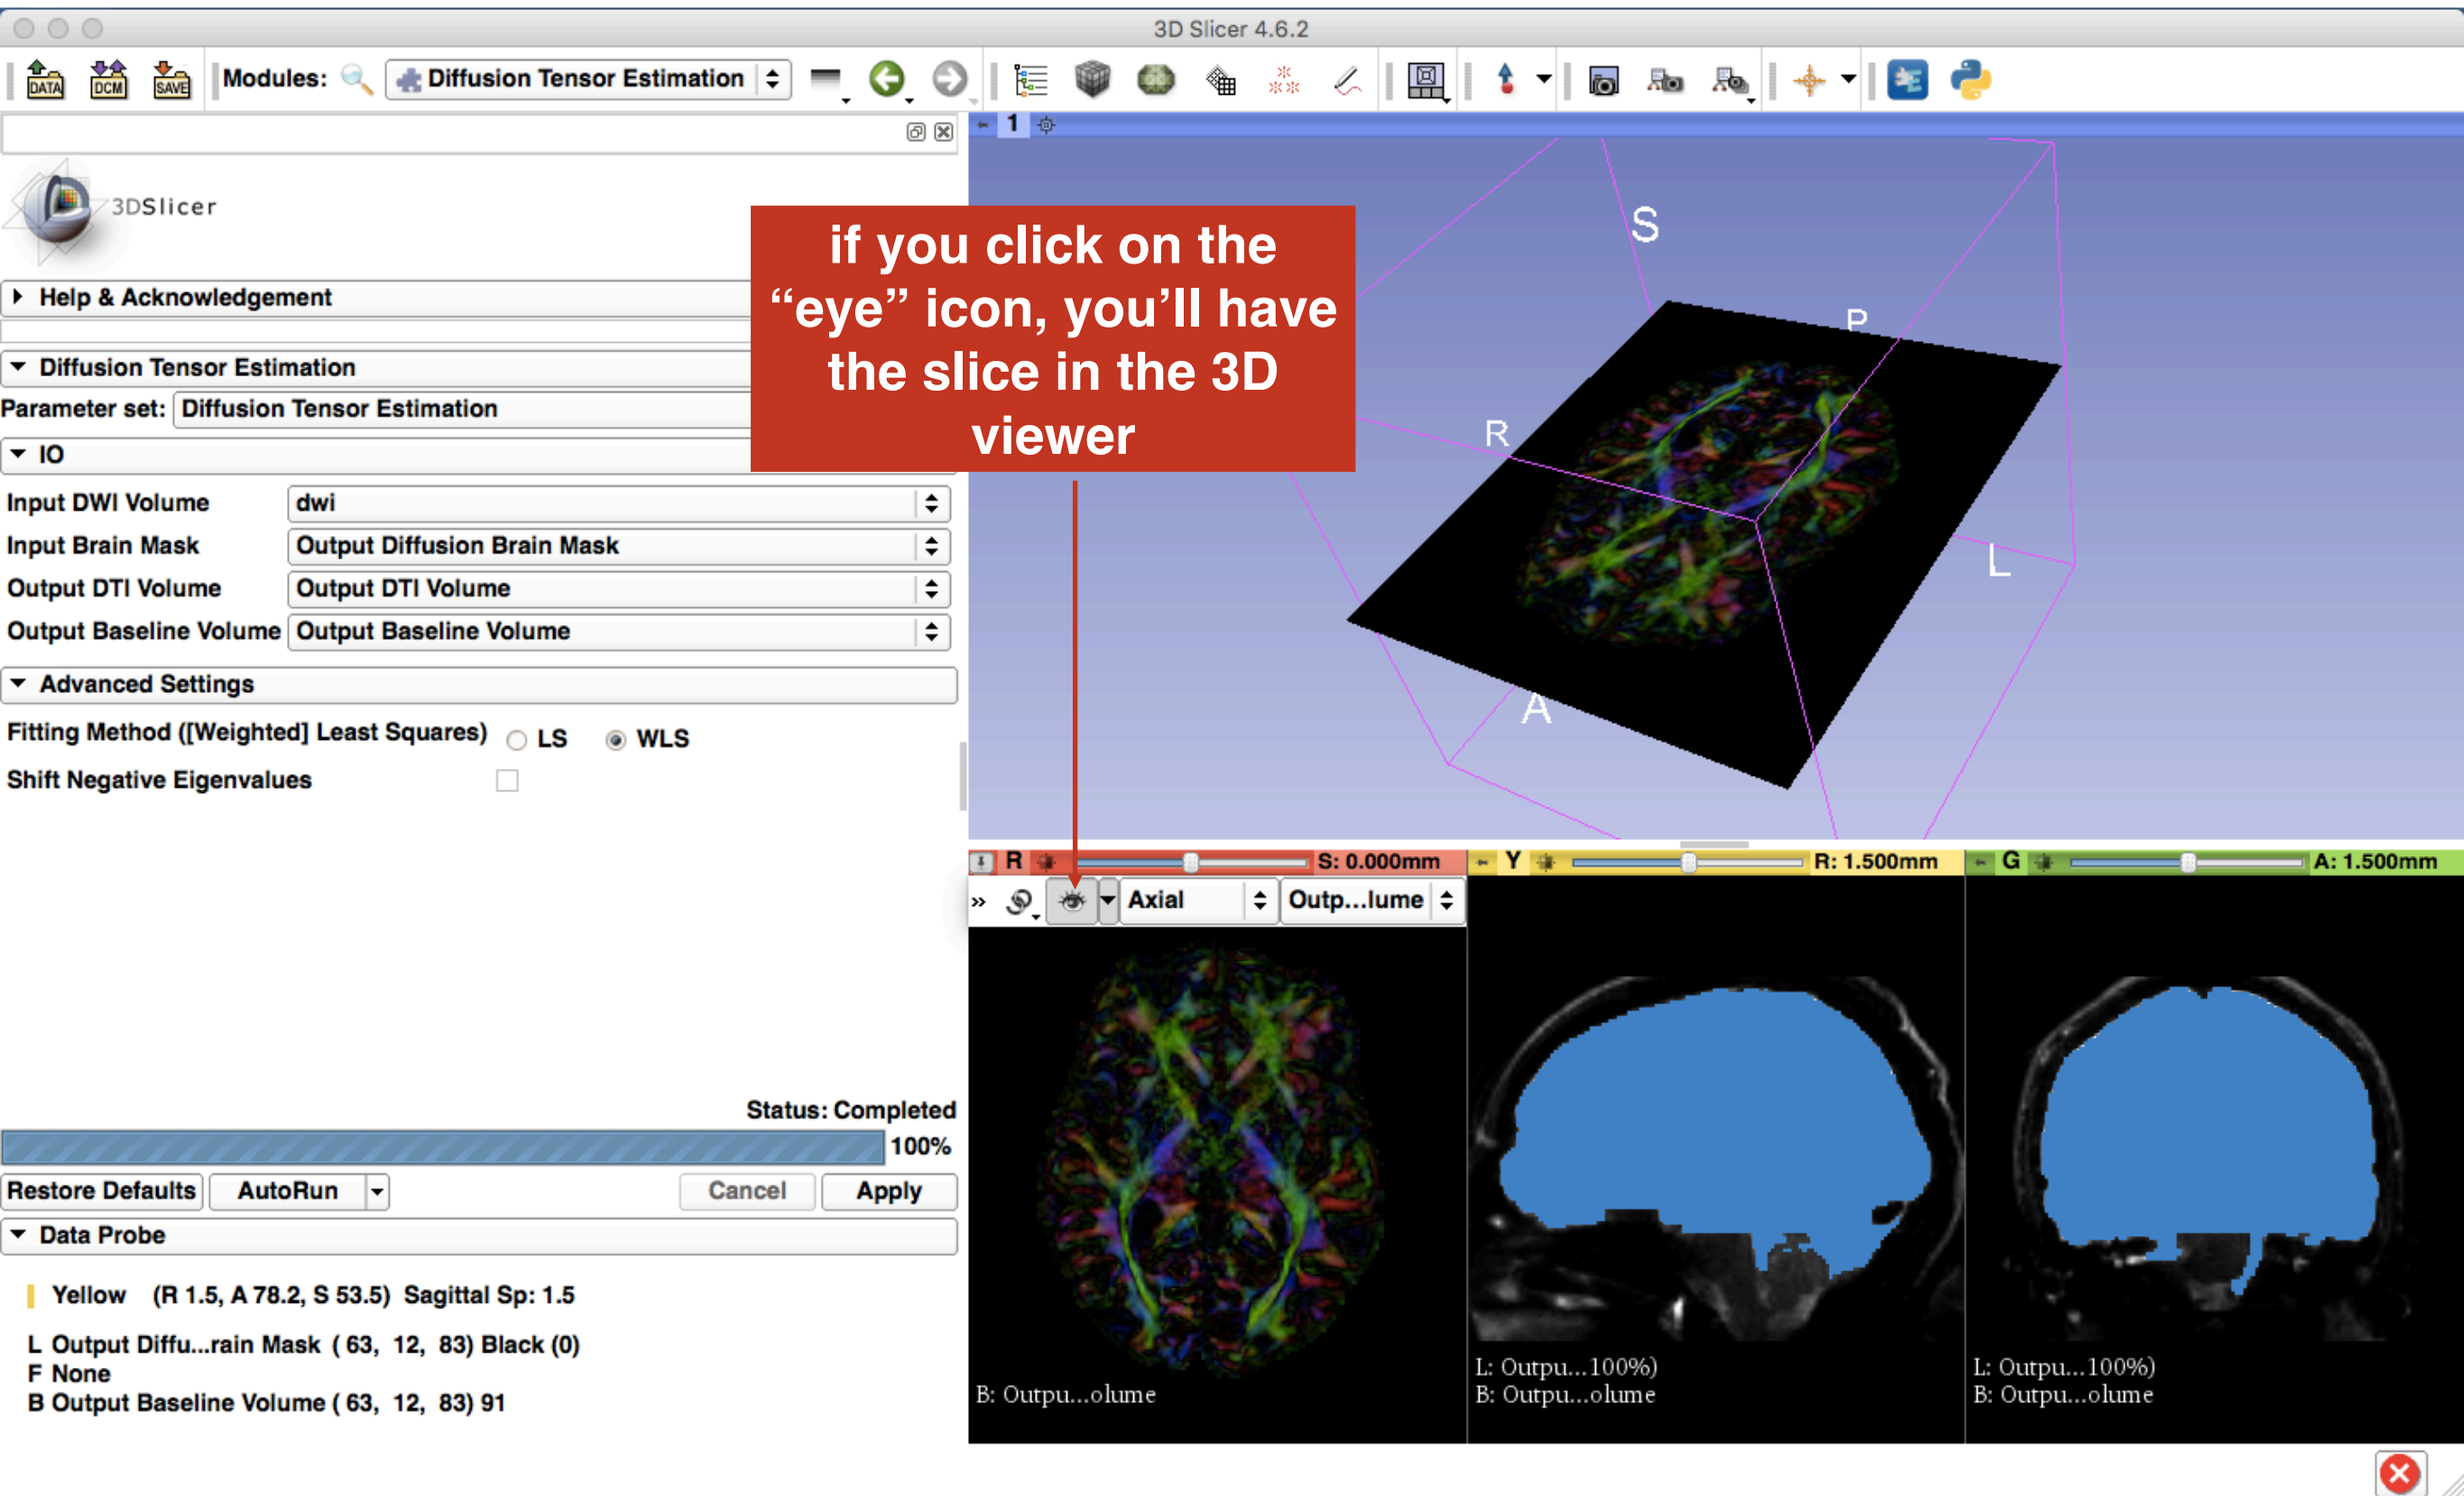 3D Slicer 4.6.2
DATA DCM SAVE Modules: Diffusion Tensor Estimation
1
3DSlicer
if you click on the
“eye” icon, you’ll have
the slice in the 3D
viewer
S
P
R
L
A
Help & Acknowledgement
Diffusion Tensor Estimation
Parameter set: Diffusion Tensor Estimation
IO
Input DWI Volume dwi
Input Brain Mask Output Diffusion Brain Mask
Output DTI Volume Output DTI Volume
Output Baseline Volume Output Baseline Volume
Advanced Settings
Fitting Method ([Weighted] Least Squares) LS WLS
Shift Negative Eigenvalues
Status: Completed
100%
Restore Defaults AutoRun Cancel Apply
Data Probe
Yellow (R 1.5, A 78.2, S 53.5) Sagittal Sp: 1.5
L Output Diffu...rain Mask ( 63, 12, 83) Black (0)
F None
B Output Baseline Volume ( 63, 12, 83) 91
R S: 0.000mm
» Axial Outp...lume
B: Outpu...olume
Y R: 1.500mm
L: Outpu...100%)
B: Outpu...olume
G A: 1.500mm
L: Outpu...100%)
B: Outpu...olume